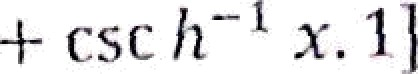 + csc h⁻¹ x. 1]